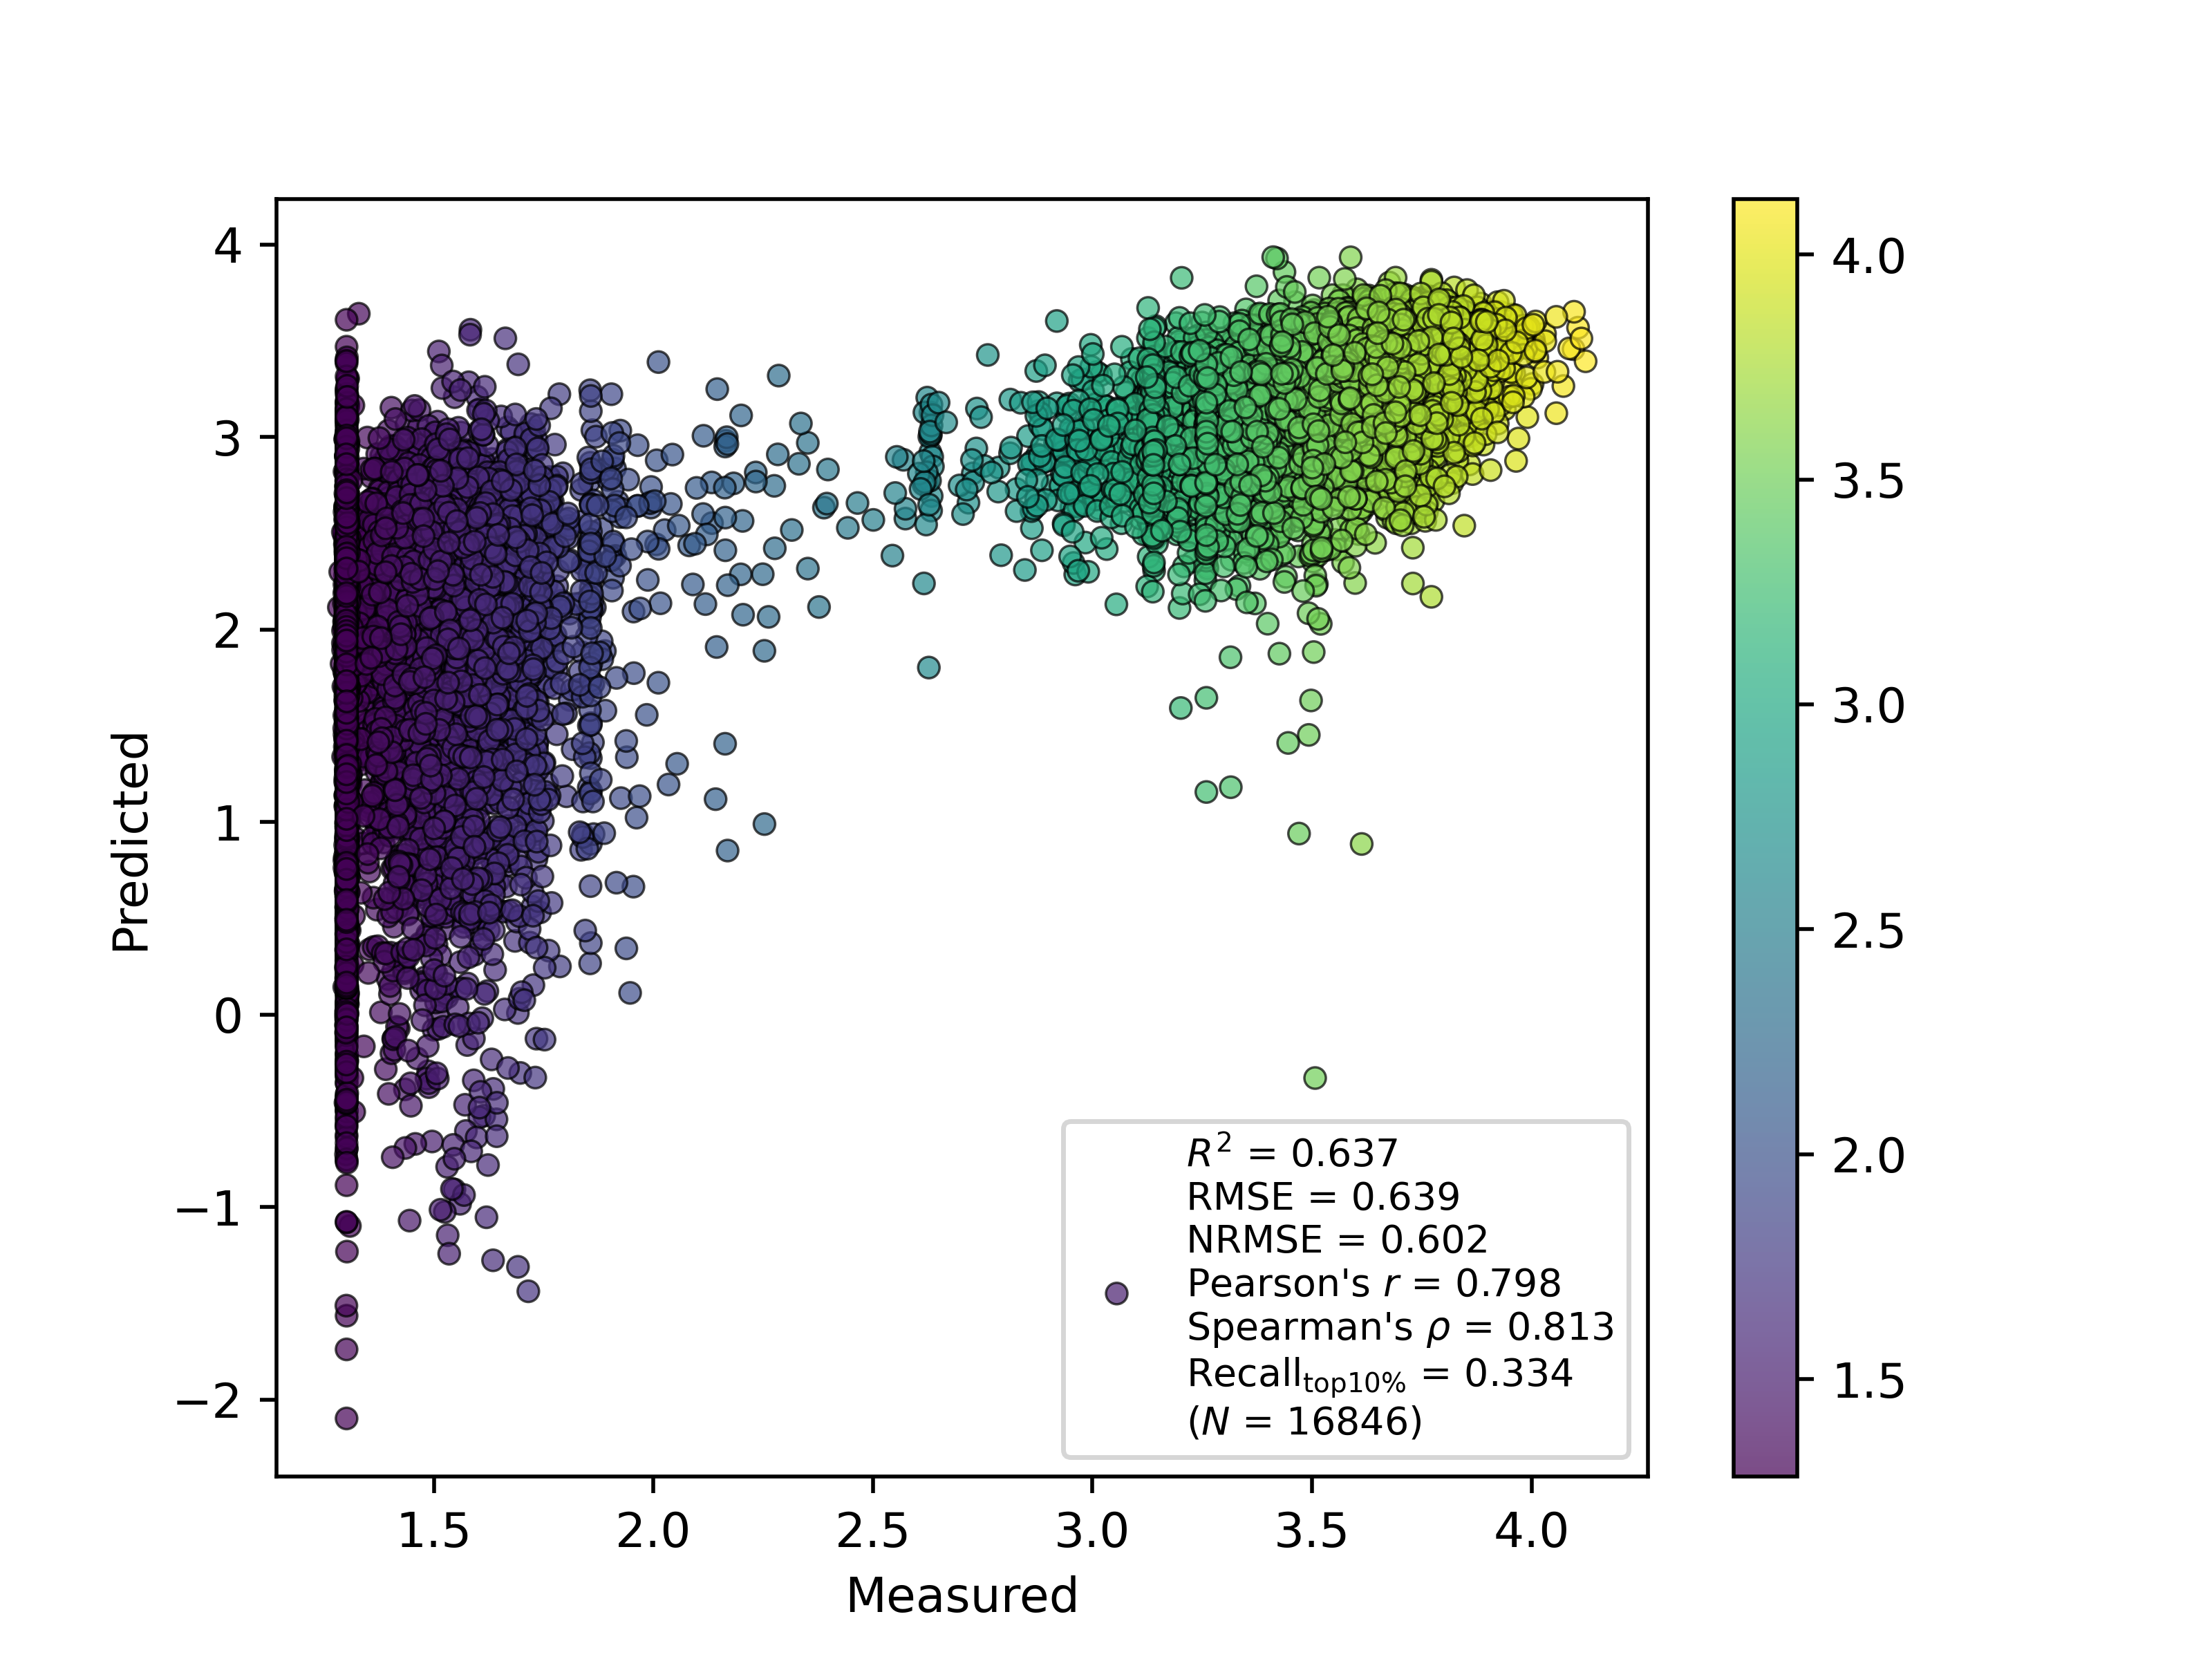 4
3
2
1
0
−1
−2
Predicted
1.5
2.0
2.5
3.0
3.5
4.0
Measured
R² = 0.637
RMSE = 0.639
NRMSE = 0.602
Pearson's r = 0.798
Spearman's ρ = 0.813
Recall_top10% = 0.334
(N = 16846)
4.0
3.5
3.0
2.5
2.0
1.5